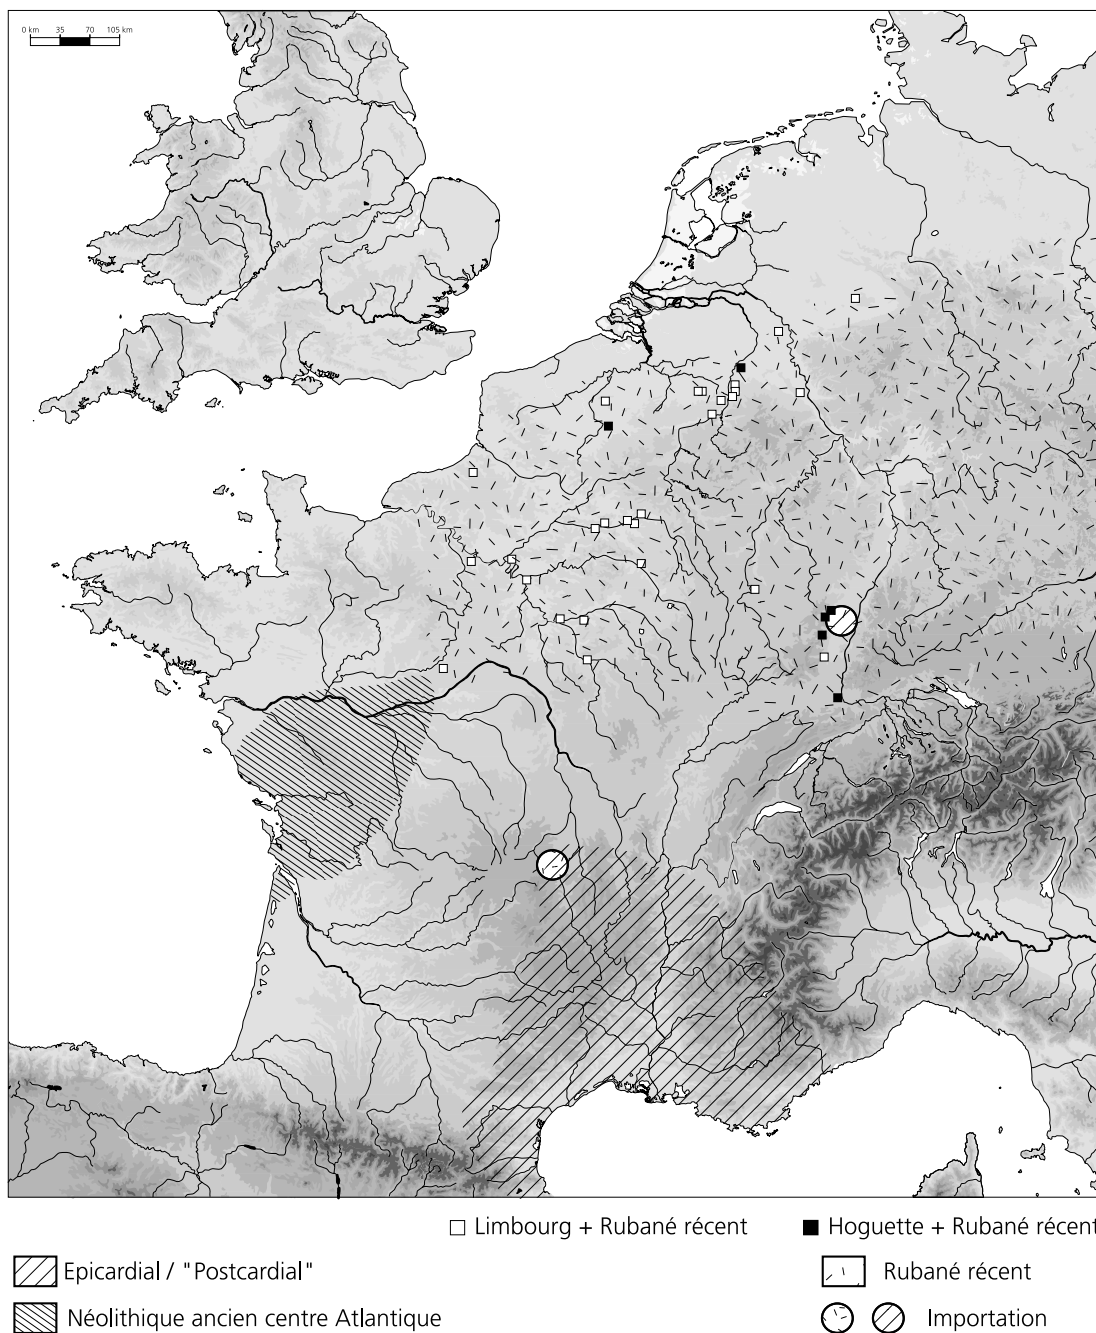 0 km 35 70 105 km
Limbourg + Rubané récent
Hoguette + Rubané récent
Epicardial / "Postcardial"
Rubané récent
Néolithique ancien centre Atlantique
Importation